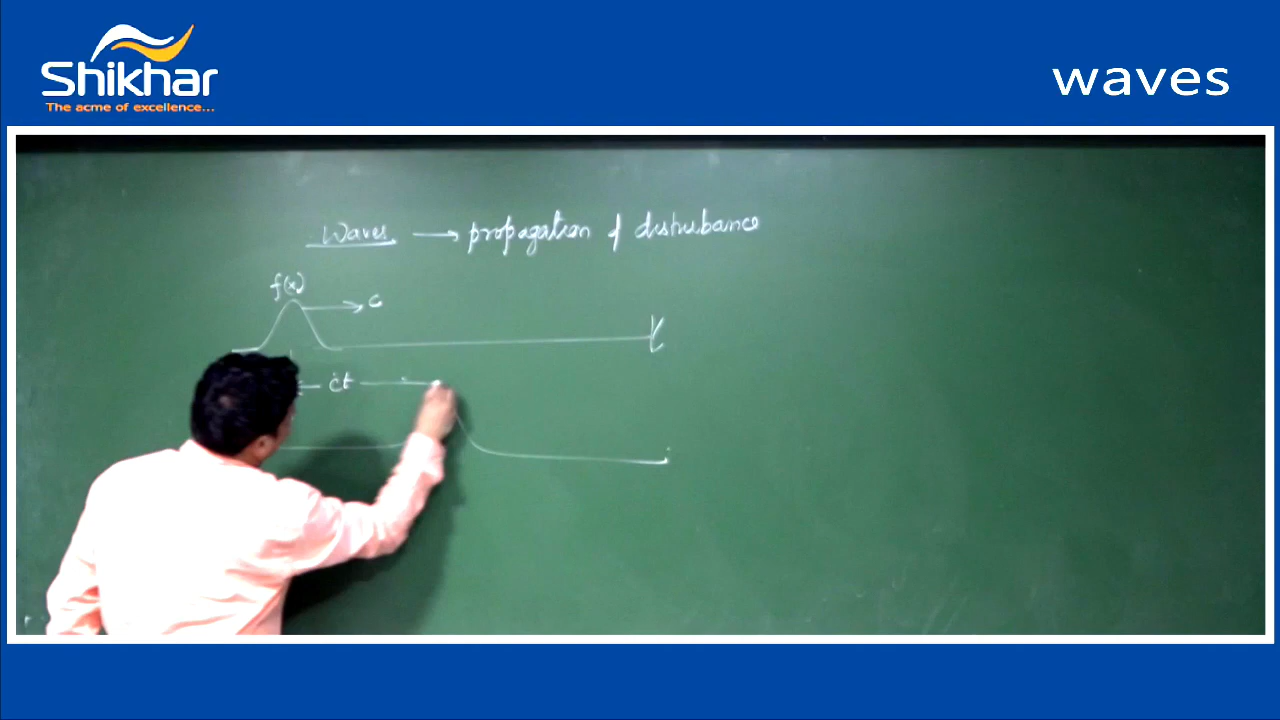 Shikhar
The acme of excellence...
waves
Waves → propagation of disturbance
f(x)
c
ct